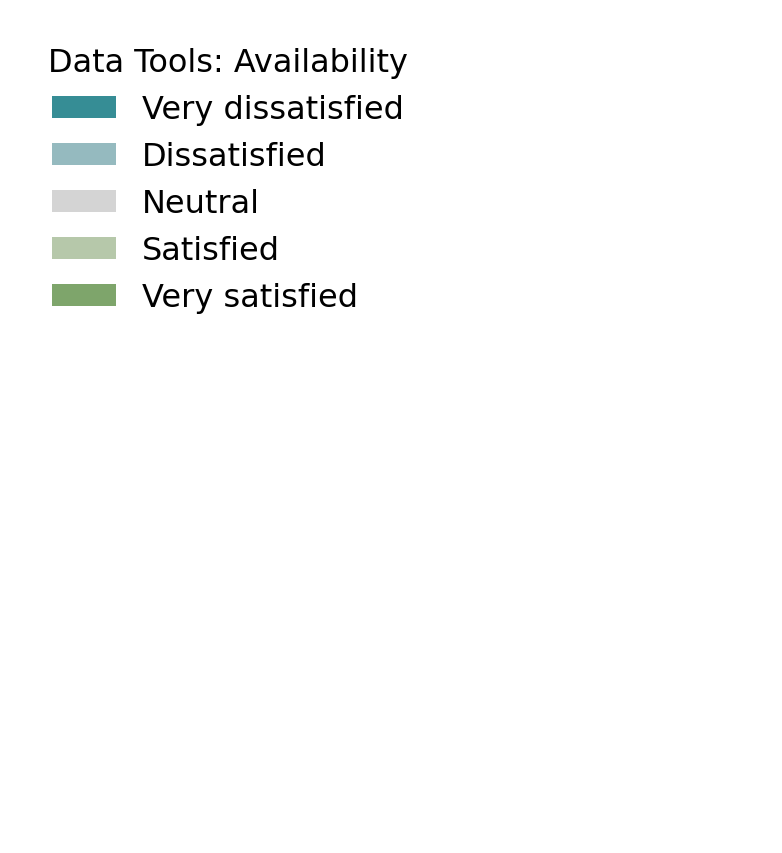 Data Tools: Availability
Very dissatisfied
Dissatisfied
Neutral
Satisfied
Very satisfied